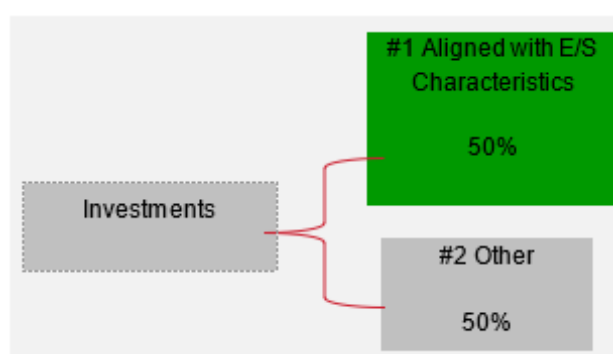 #1 Aligned with E/S
Characteristics
50%
Investments
#2 Other
50%